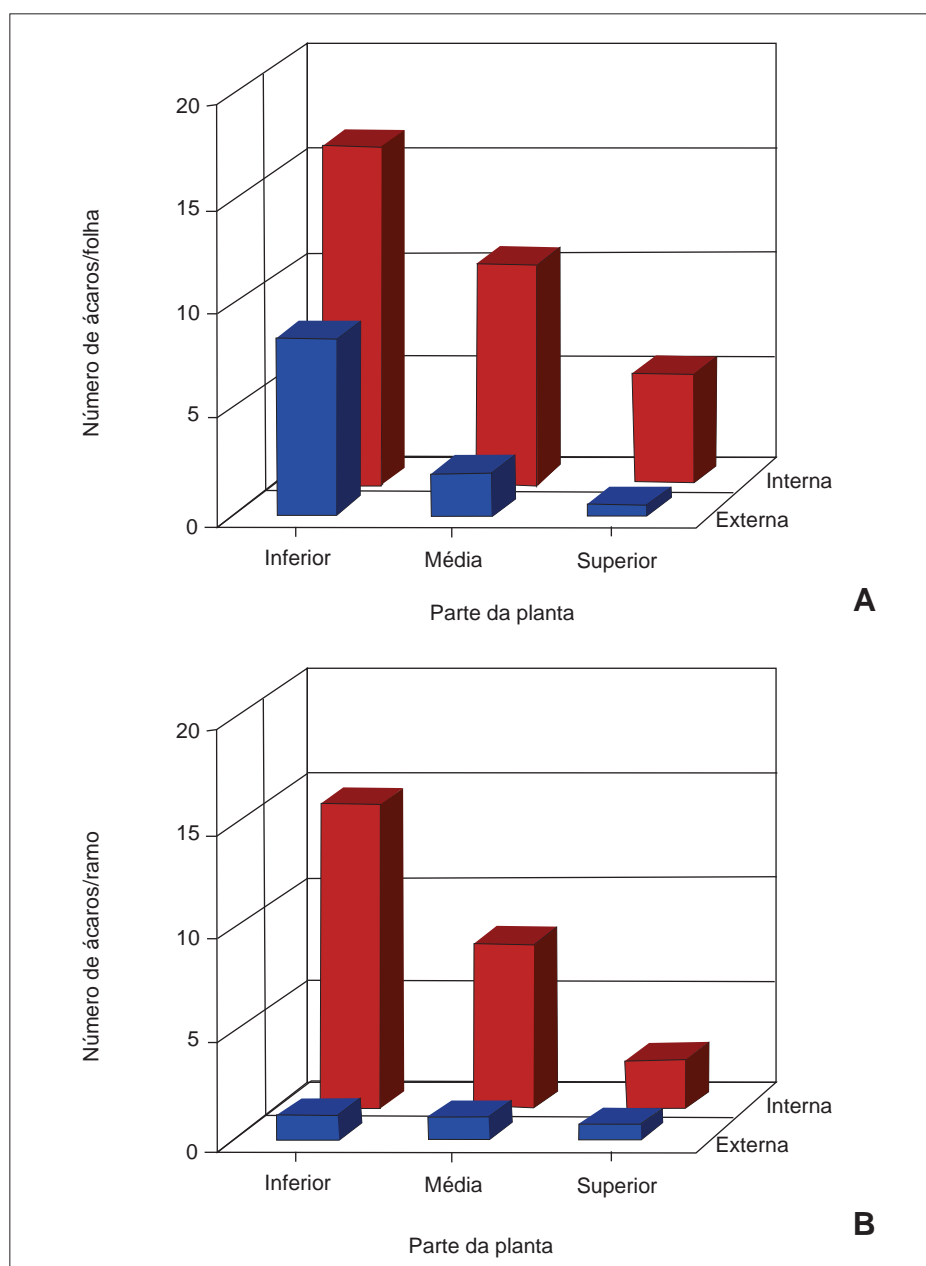 20
15
10
5
0
Número de ácaros/folha
Interna
Externa
Inferior Média Superior
Parte da planta
A
20
15
10
5
0
Número de ácaros/ramo
Interna
Externa
Inferior Média Superior
Parte da planta
B